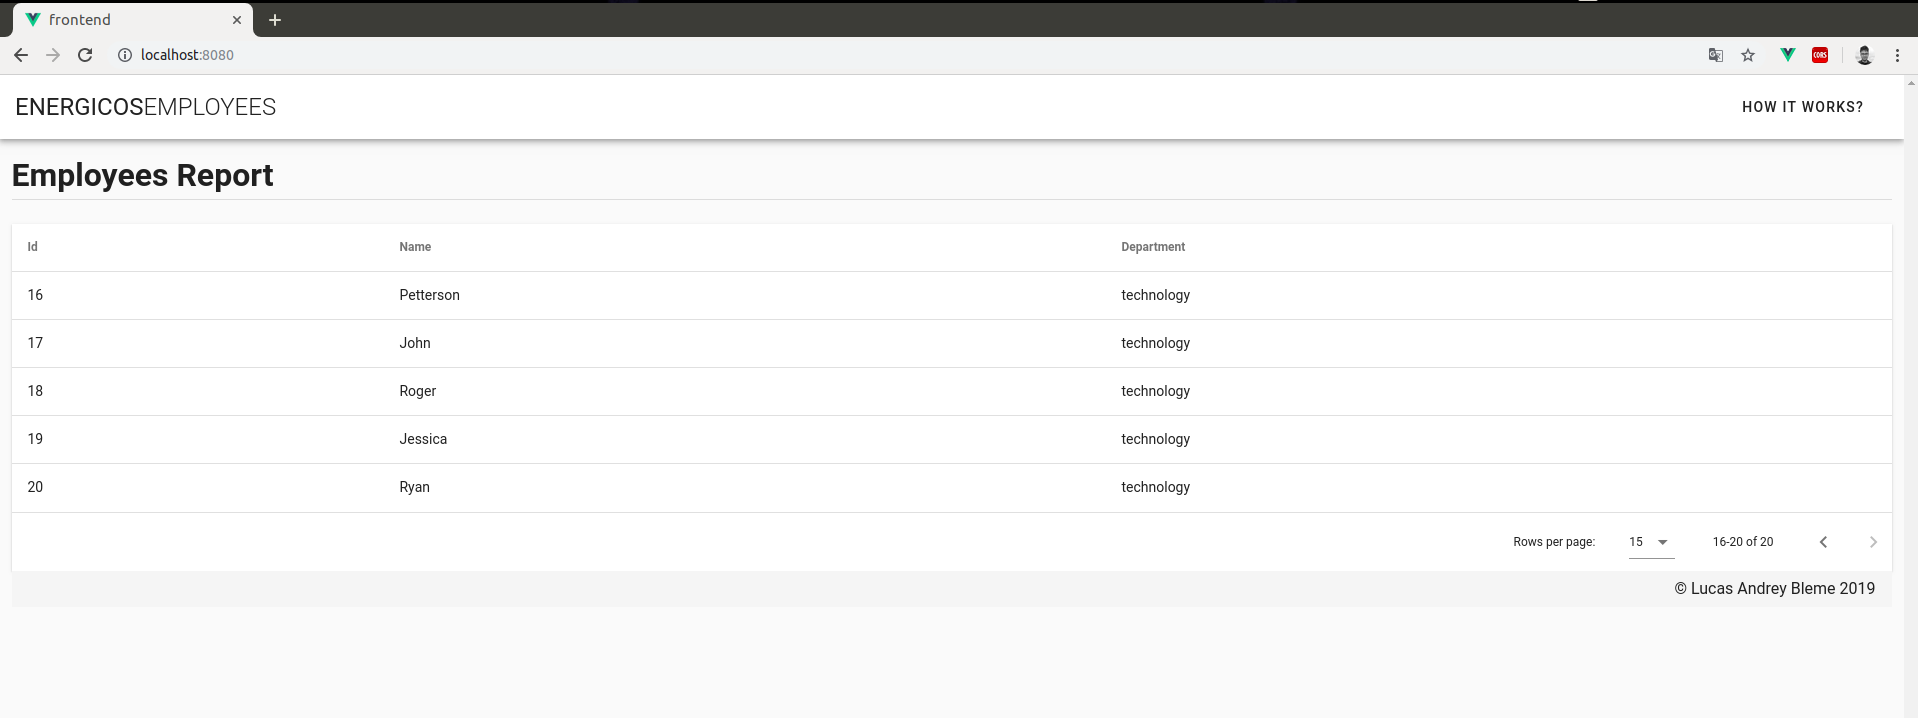 frontend
localhost:8080
CORS
ENERGICOSEMPLOYEES
HOW IT WORKS?
Employees Report
Id Name Department
16 Petterson technology
17 John technology
18 Roger technology
19 Jessica technology
20 Ryan technology
Rows per page: 15 16-20 of 20
© Lucas Andrey Bleme 2019